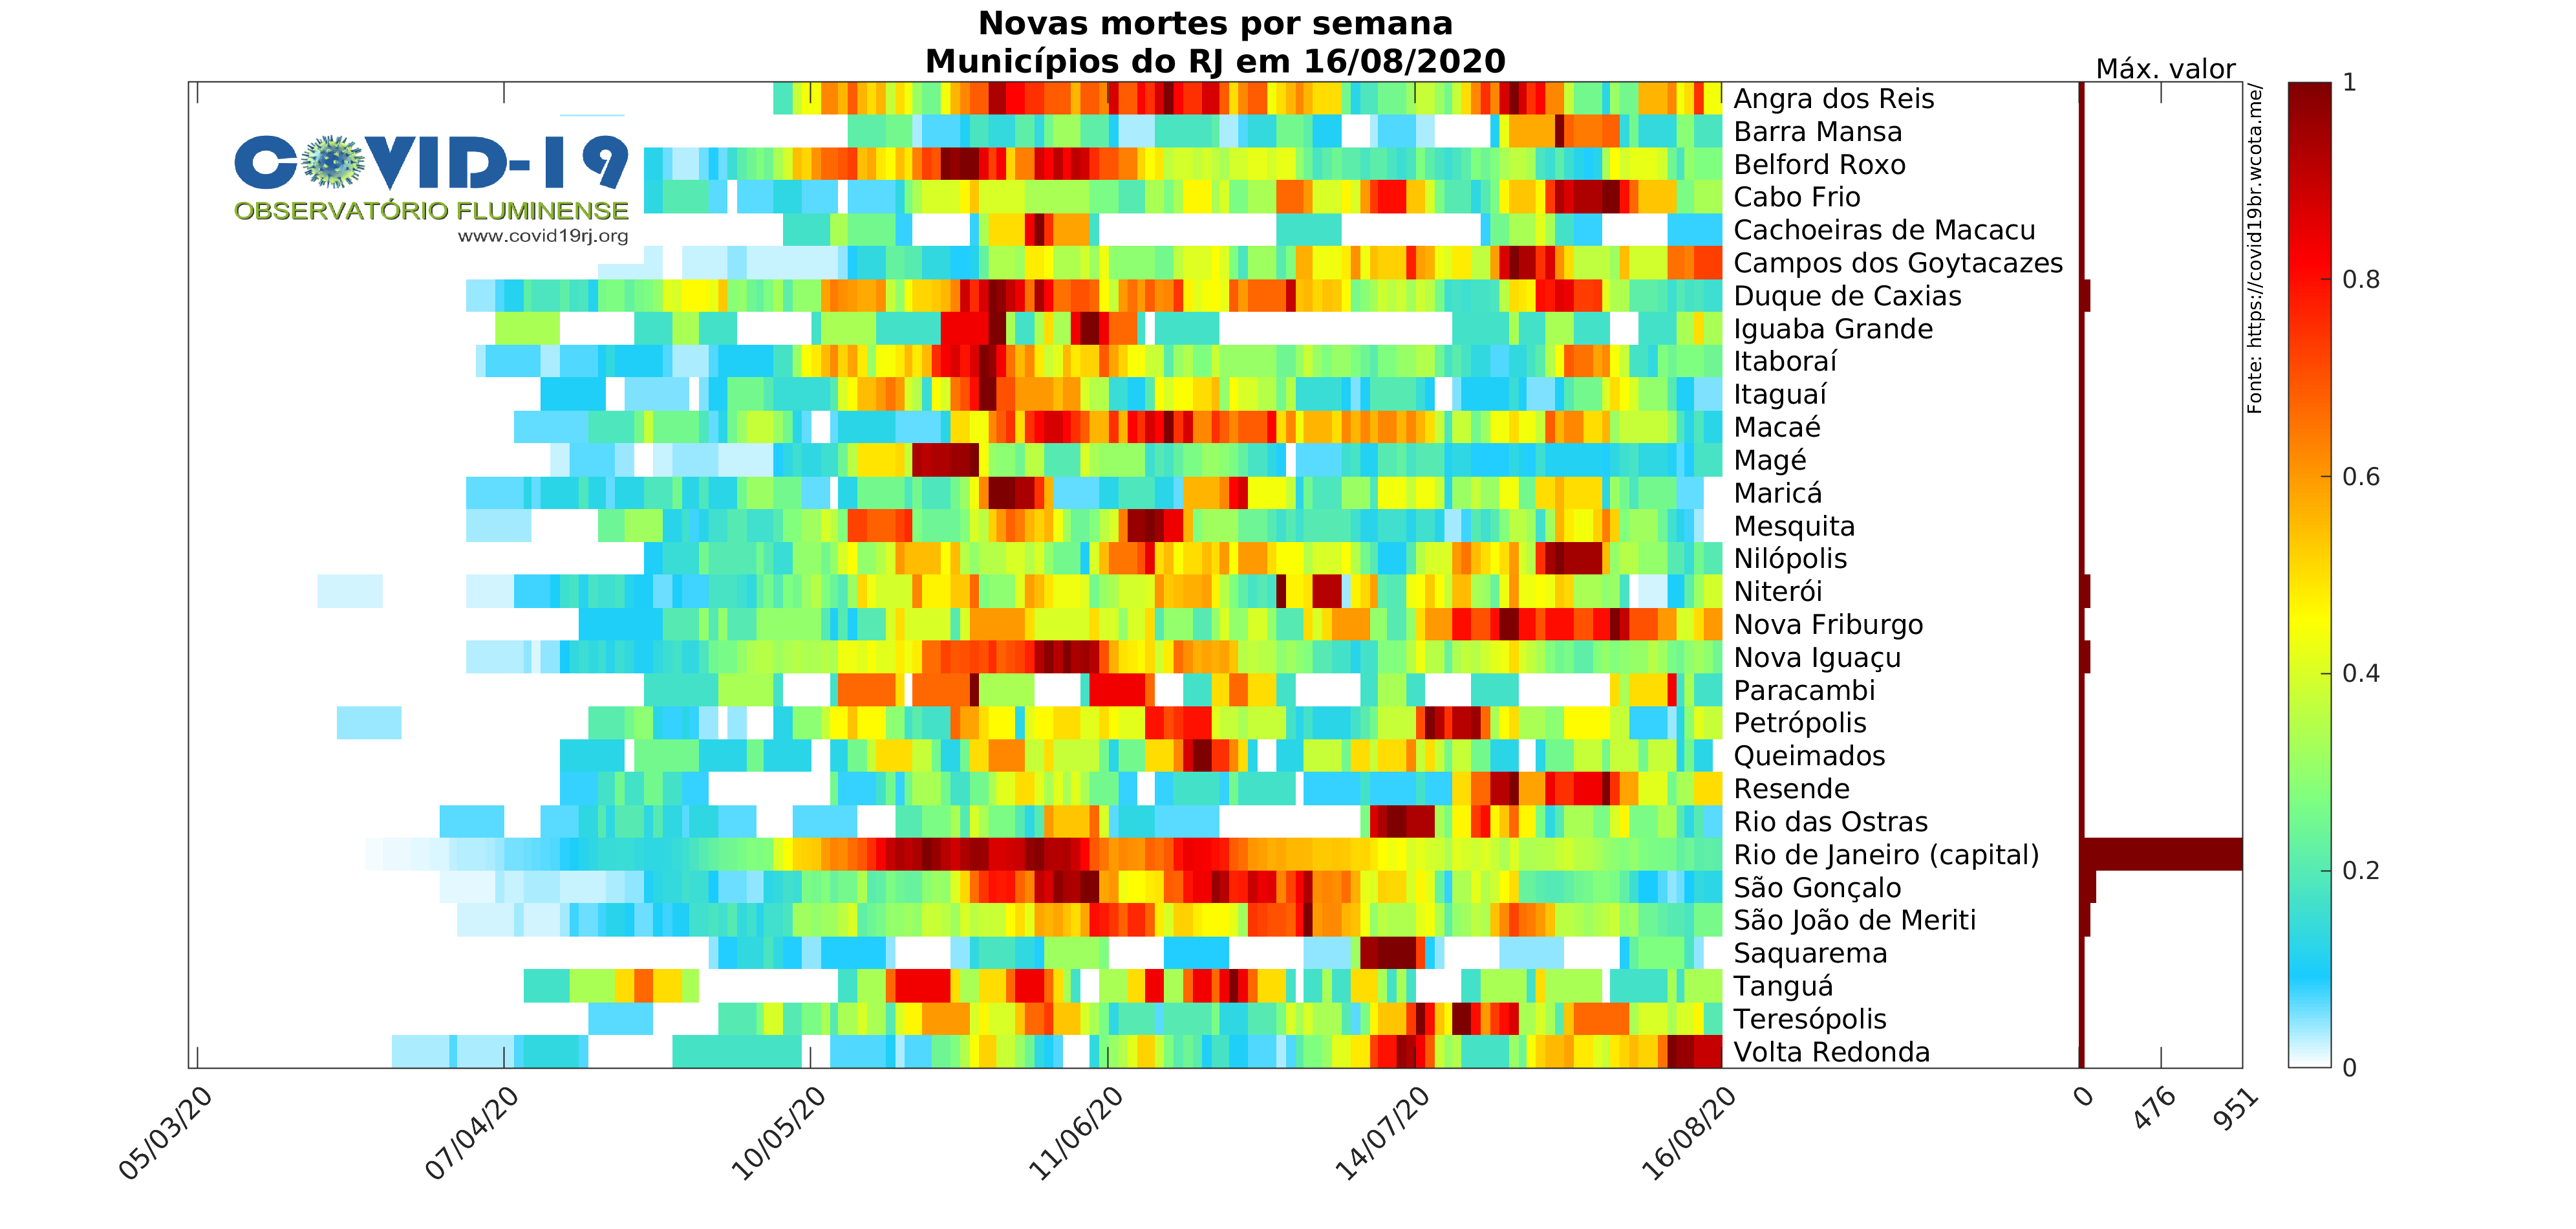 Novas mortes por semana
Municípios do RJ em 16/08/2020
Máx. valor
COVID-19
OBSERVATÓRIO FLUMINENSE
www.covid19rj.org
Angra dos Reis
Barra Mansa
Belford Roxo
Cabo Frio
Cachoeiras de Macacu
Campos dos Goytacazes
Duque de Caxias
Iguaba Grande
Itaboraí
Itaguaí
Macaé
Magé
Maricá
Mesquita
Nilópolis
Niterói
Nova Friburgo
Nova Iguaçu
Paracambi
Petrópolis
Queimados
Resende
Rio das Ostras
Rio de Janeiro (capital)
São Gonçalo
São João de Meriti
Saquarema
Tanguá
Teresópolis
Volta Redonda
Fonte: https://covid19br.wcota.me/
1
0.8
0.6
0.4
0.2
0
05/03/20
07/04/20
10/05/20
11/06/20
14/07/20
16/08/20
0
476
951